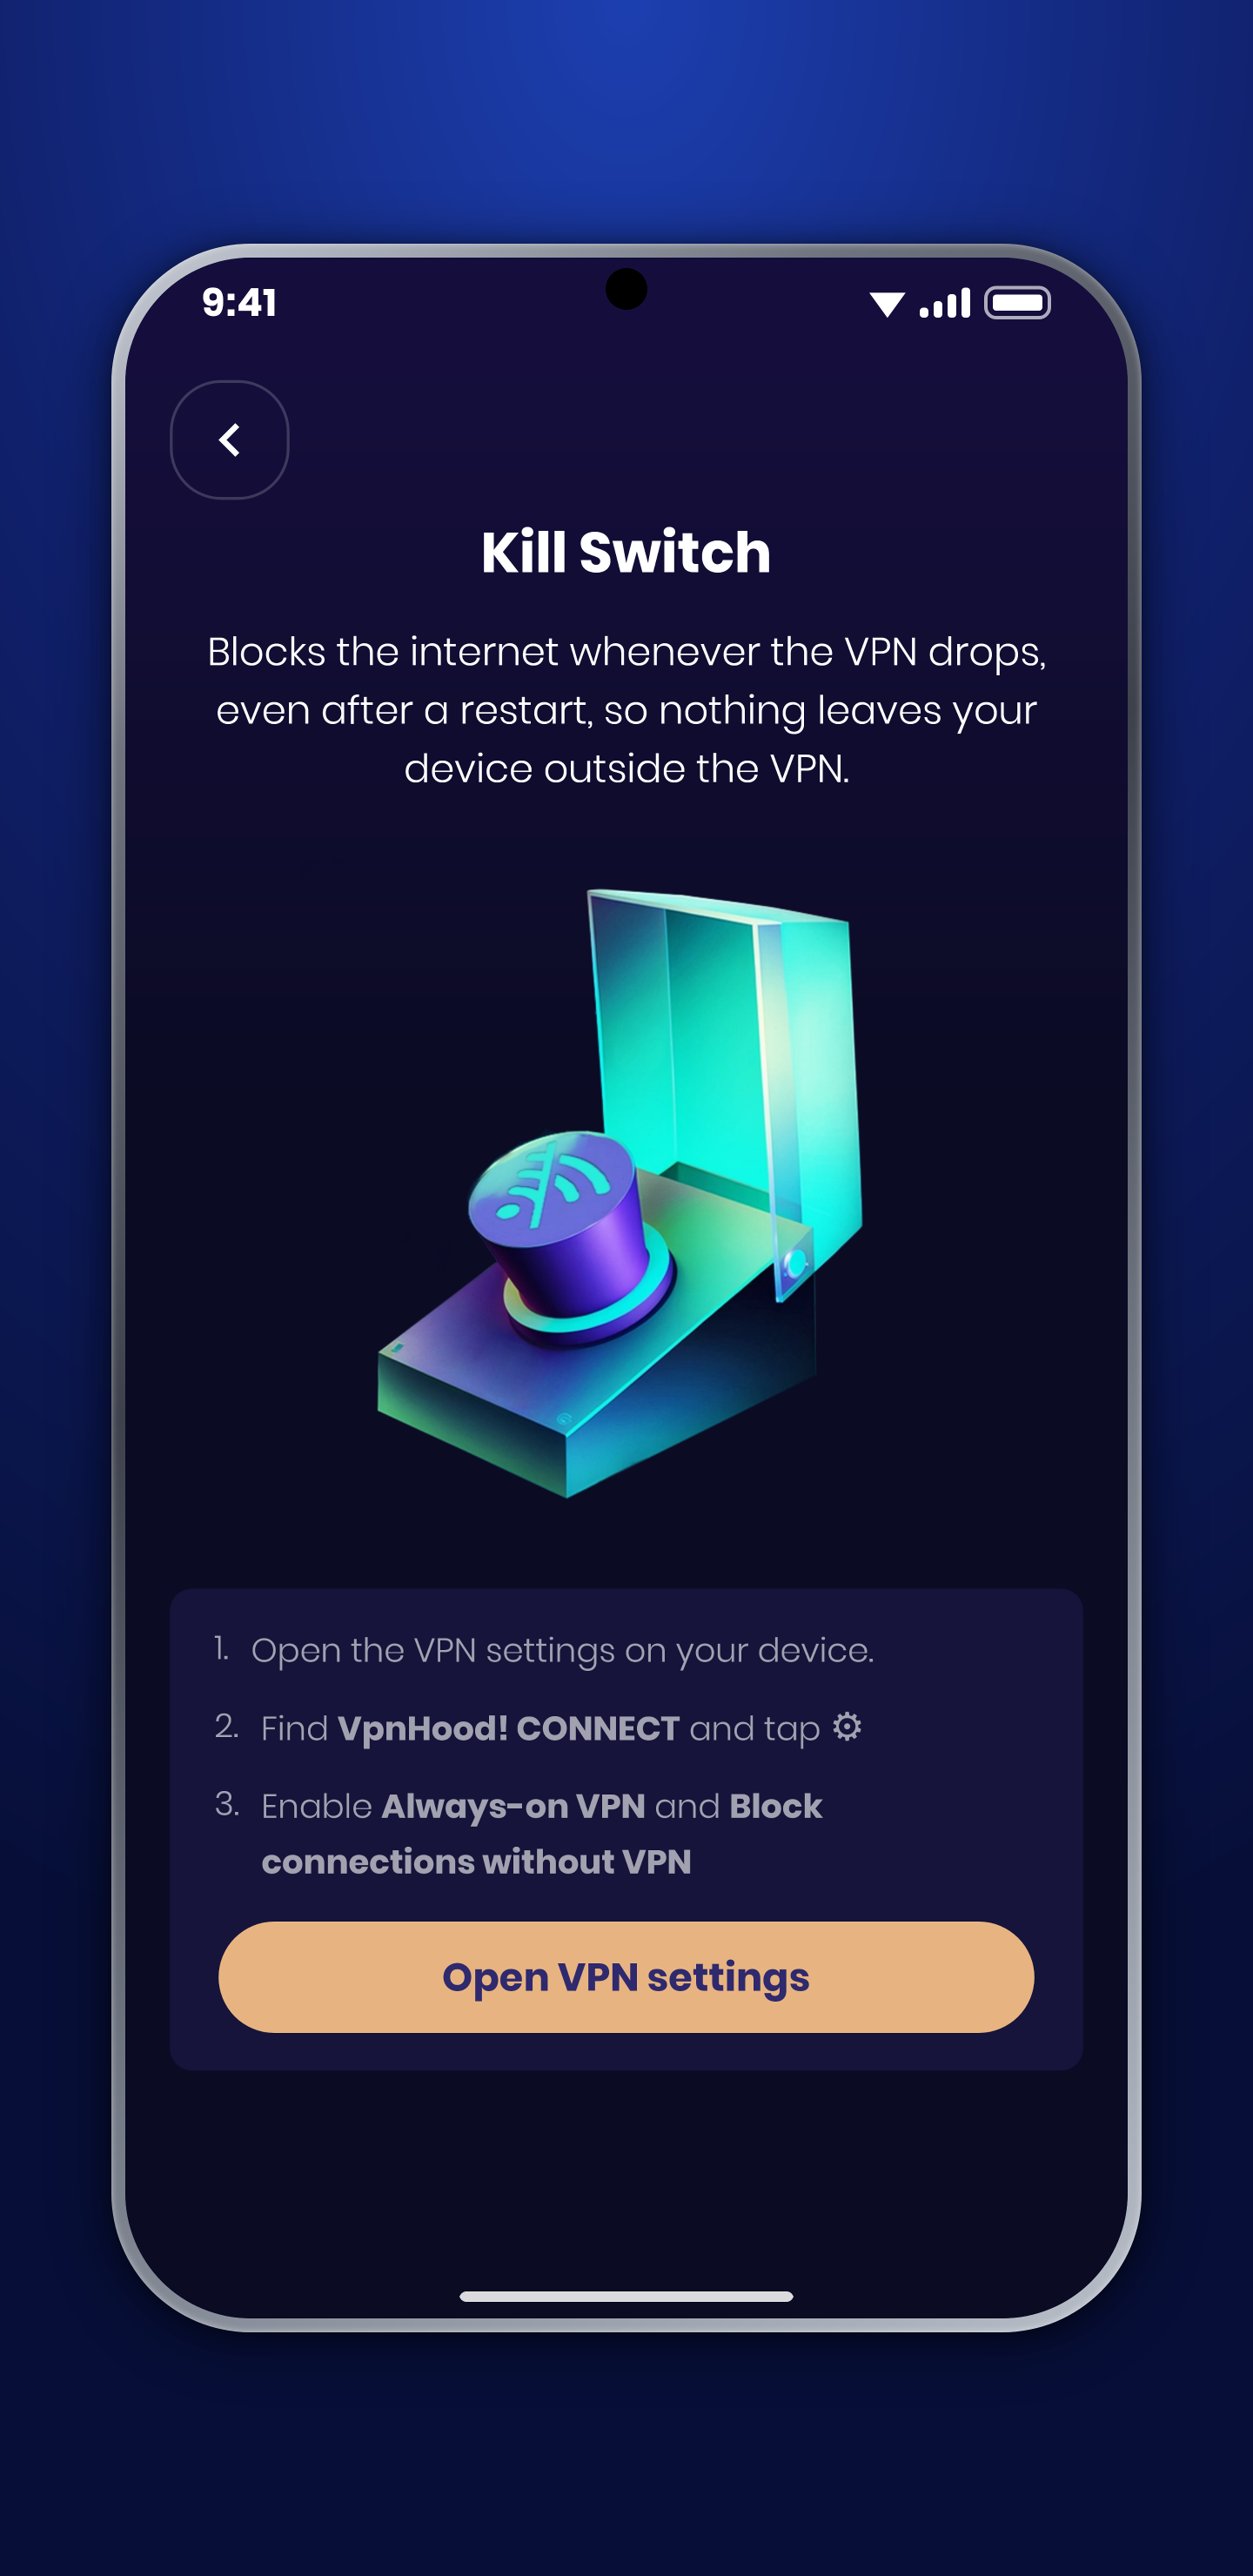 9:41
Kill Switch
Blocks the internet whenever the VPN drops,
even after a restart, so nothing leaves your
device outside the VPN.
1. Open the VPN settings on your device.
2. Find VpnHood! CONNECT and tap ⚙
3. Enable Always-on VPN and Block
connections without VPN
Open VPN settings